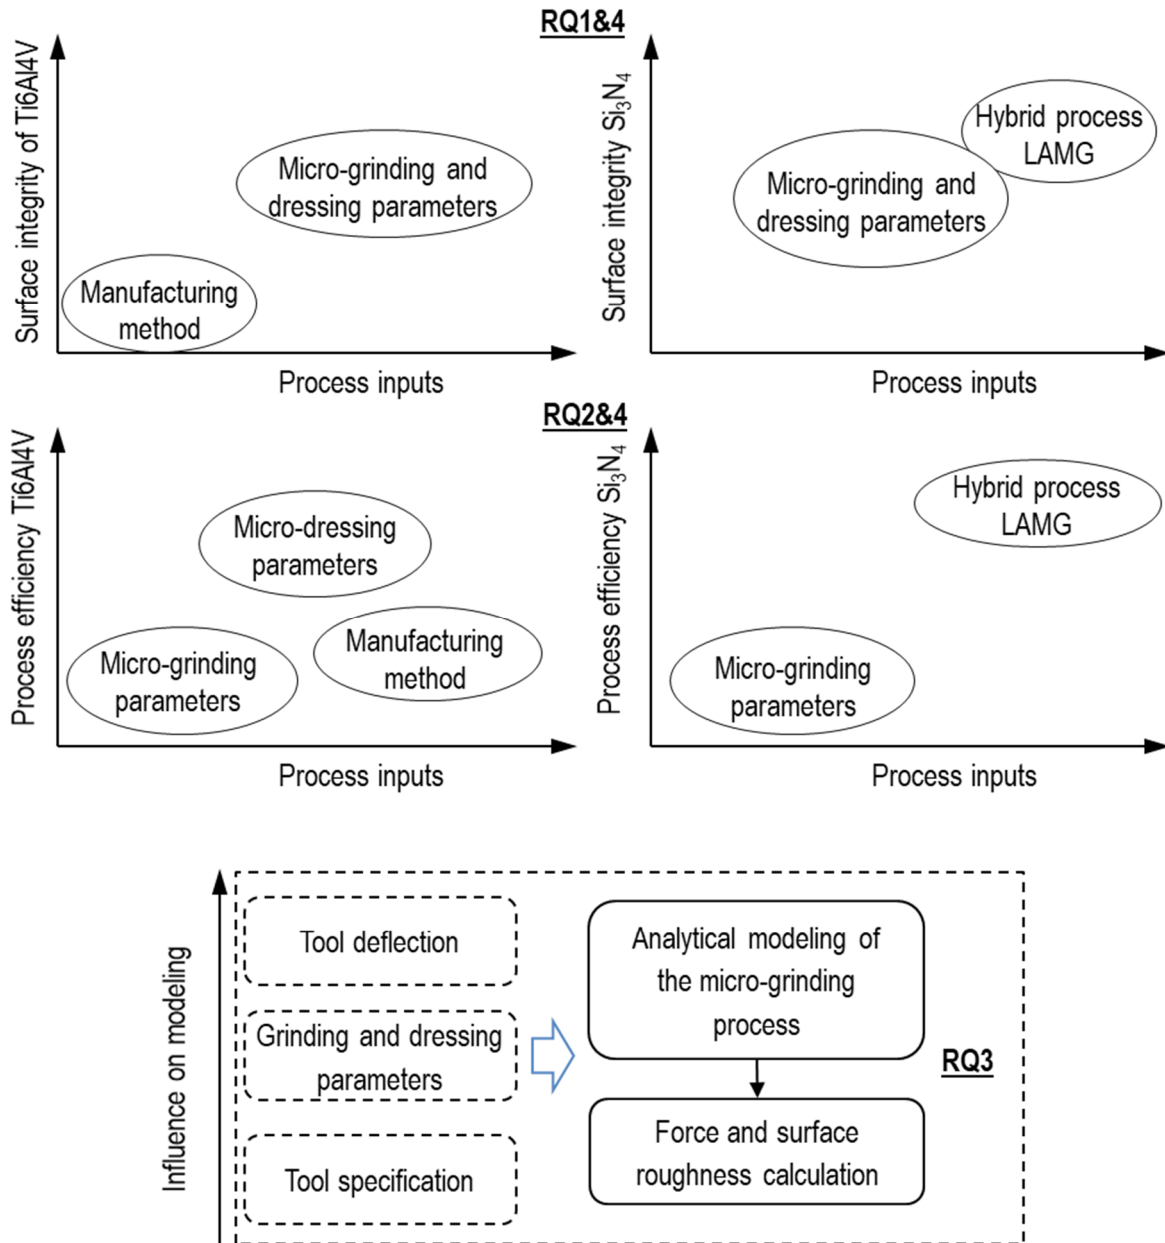 RQ1&4
Surface integrity of Ti6Al4V
Micro-grinding and
dressing parameters
Manufacturing
method
Process inputs
Surface integrity Si₃N₄
Hybrid process
LAMG
Micro-grinding and
dressing parameters
Process inputs
RQ2&4
Process efficiency Ti6Al4V
Micro-dressing
parameters
Manufacturing
method
Micro-grinding
parameters
Process inputs
Process efficiency Si₃N₄
Hybrid process
LAMG
Micro-grinding
parameters
Process inputs
Influence on modeling
Tool deflection
Grinding and dressing
parameters
Tool specification
Analytical modeling of
the micro-grinding
process
RQ3
Force and surface
roughness calculation